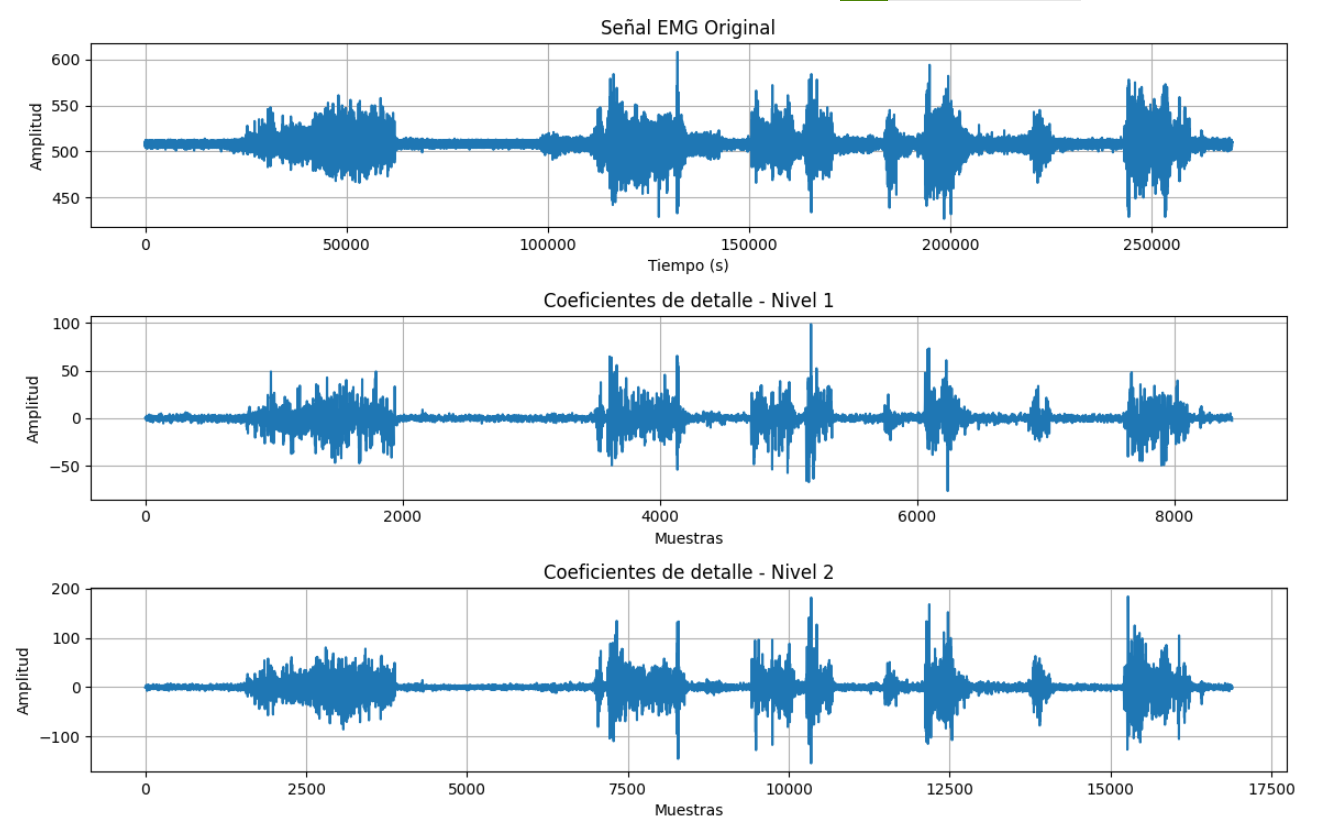 Señal EMG Original
600
550
500
450
Amplitud
0 50000 100000 150000 200000 250000
Tiempo (s)
Coeficientes de detalle - Nivel 1
100
50
0
−50
Amplitud
0 2000 4000 6000 8000
Muestras
Coeficientes de detalle - Nivel 2
200
100
0
−100
Amplitud
0 2500 5000 7500 10000 12500 15000 17500
Muestras